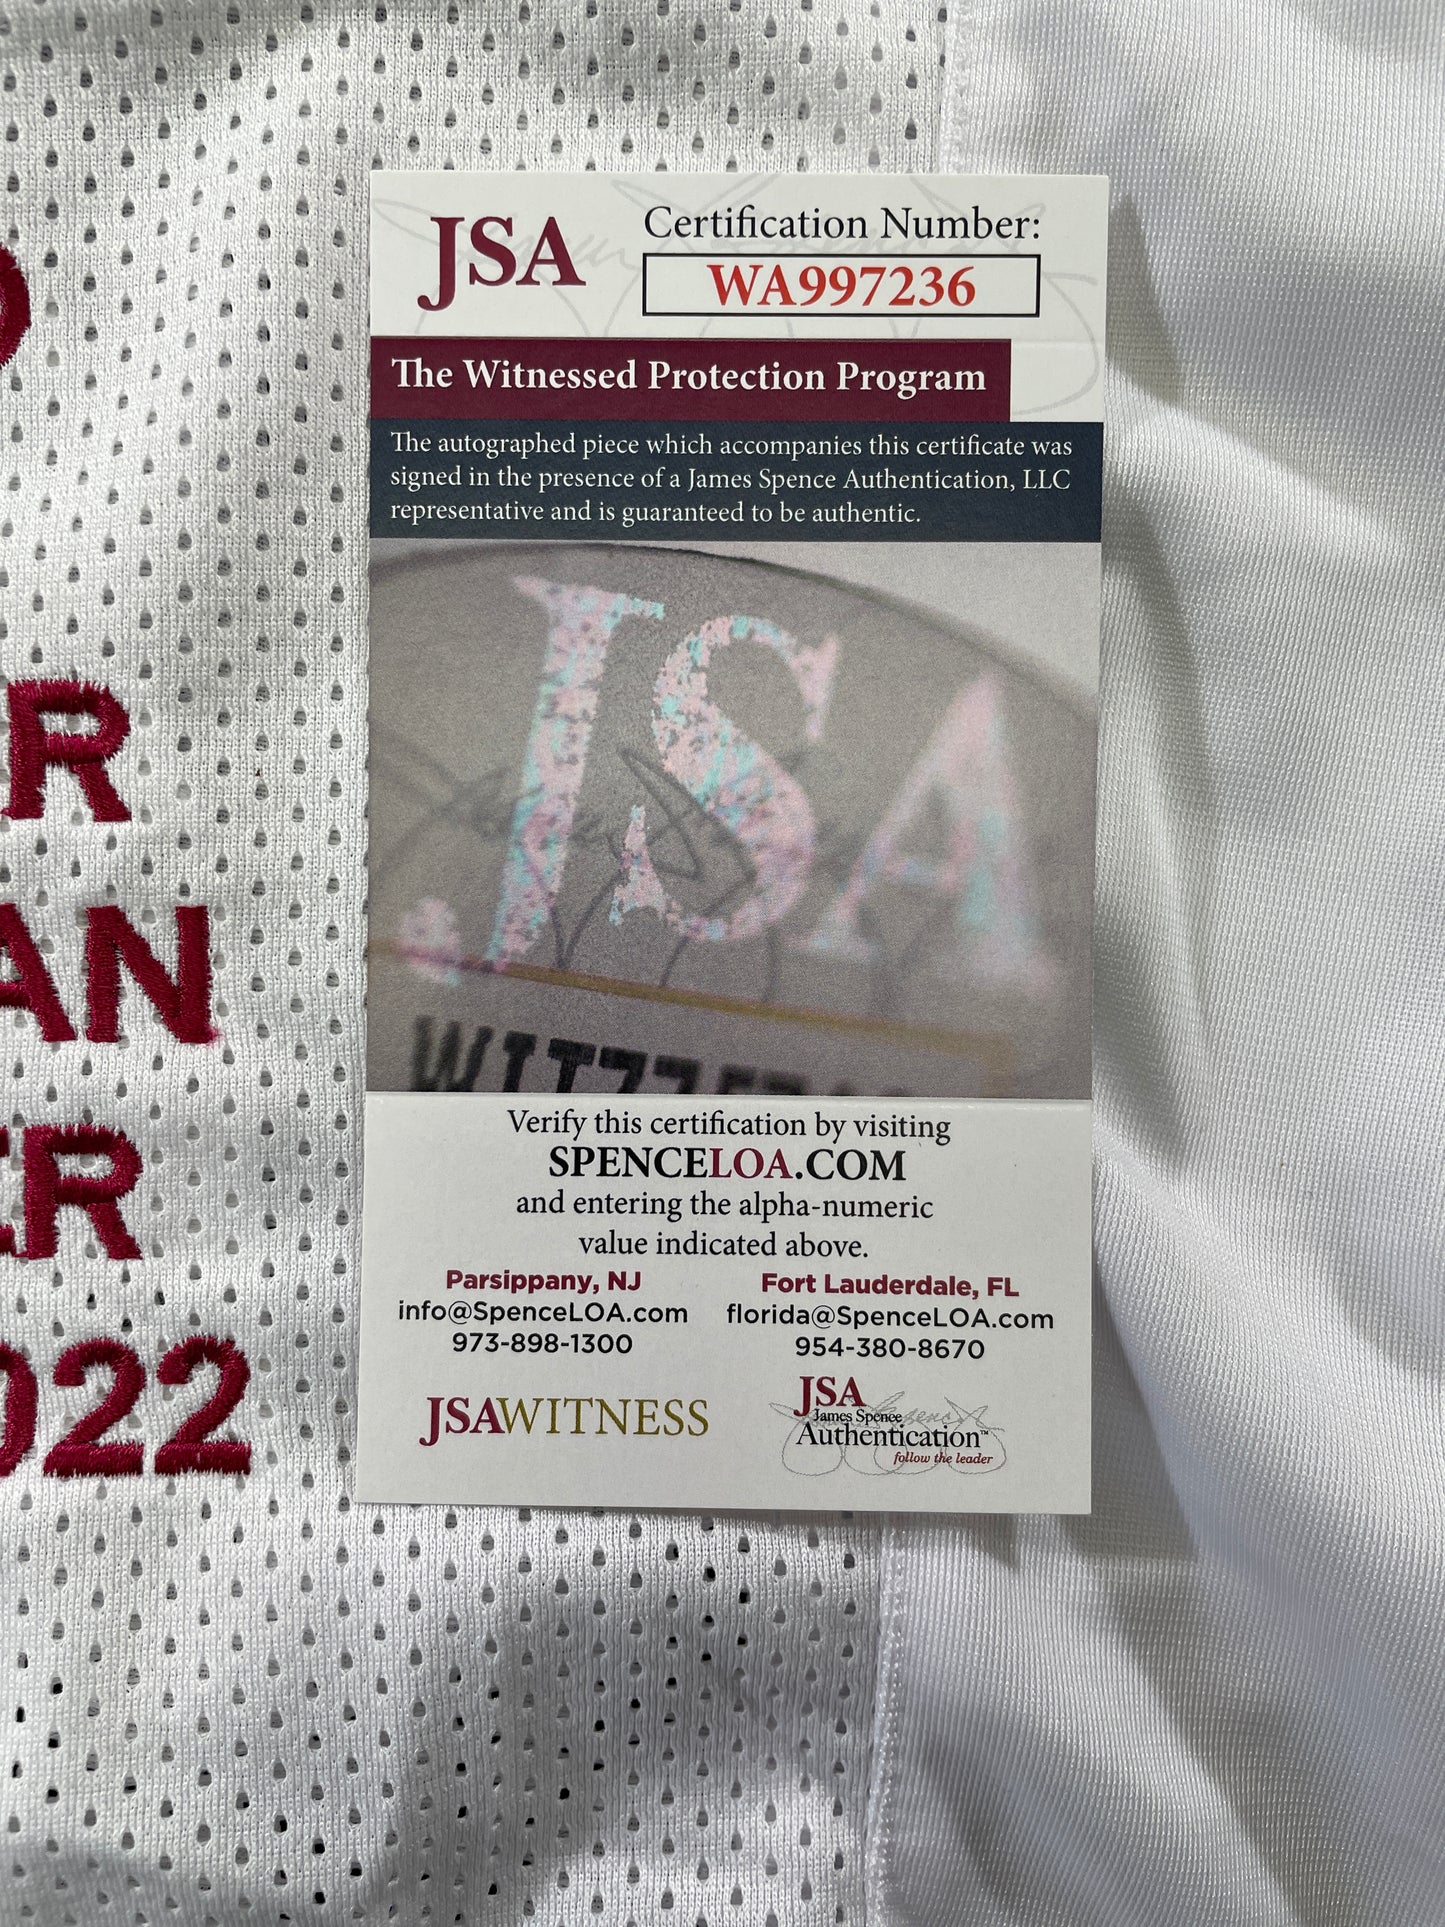 JSA
Certification Number:
WA997236
The Witnessed Protection Program
The autographed piece which accompanies this certificate was
signed in the presence of a James Spence Authentication, LLC
representative and is guaranteed to be authentic.
JSA
Verify this certification by visiting
SPENCELOA.COM
and entering the alpha-numeric
value indicated above.
Parsippany, NJ
info@SpenceLOA.com
973-898-1300
Fort Lauderdale, FL
florida@SpenceLOA.com
954-380-8670
JSAWITNESS
JSA
James Spence
Authentication™
follow the leader
R
AN
ER
022